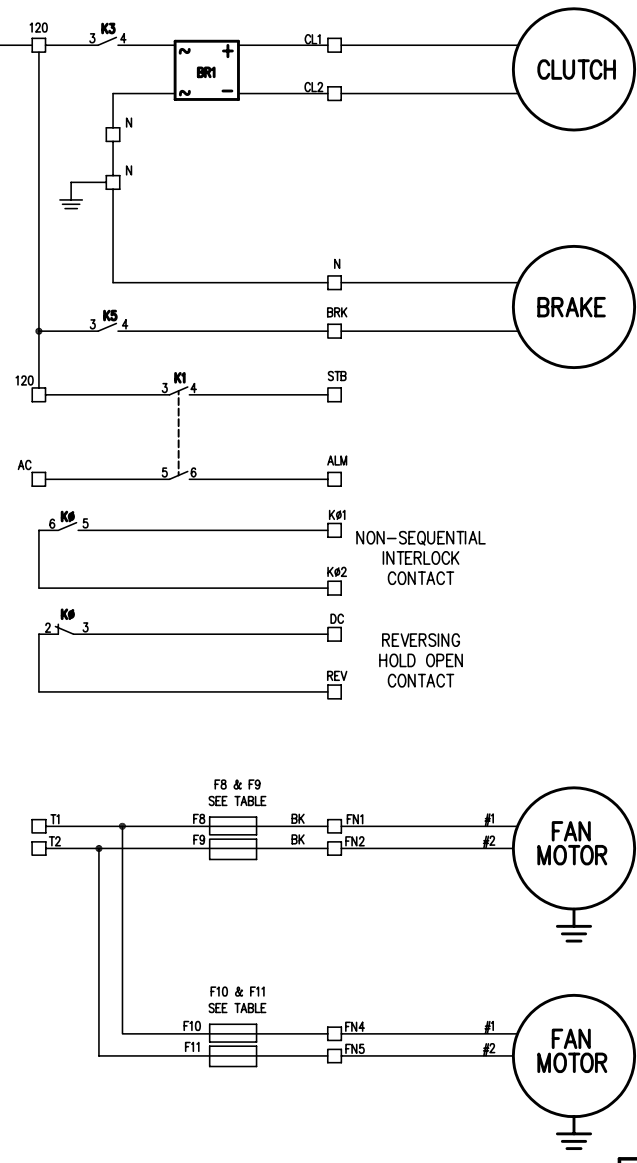 120
K3
3 4
~ +
BR1
~ −
CL1
CL2
CLUTCH
N
N
N
BRAKE
K5
3 4
BRK
120
K1
3 4
STB
AC
5 6
ALM
KØ
6 5
KØ1
NON-SEQUENTIAL
INTERLOCK
CONTACT
KØ2
KØ
2 3
DC
REVERSING
HOLD OPEN
CONTACT
REV
F8 & F9
SEE TABLE
T1 F8 BK FN1 #1
T2 F9 BK FN2 #2
FAN
MOTOR
F10 & F11
SEE TABLE
F10 FN4 #1
F11 FN5 #2
FAN
MOTOR